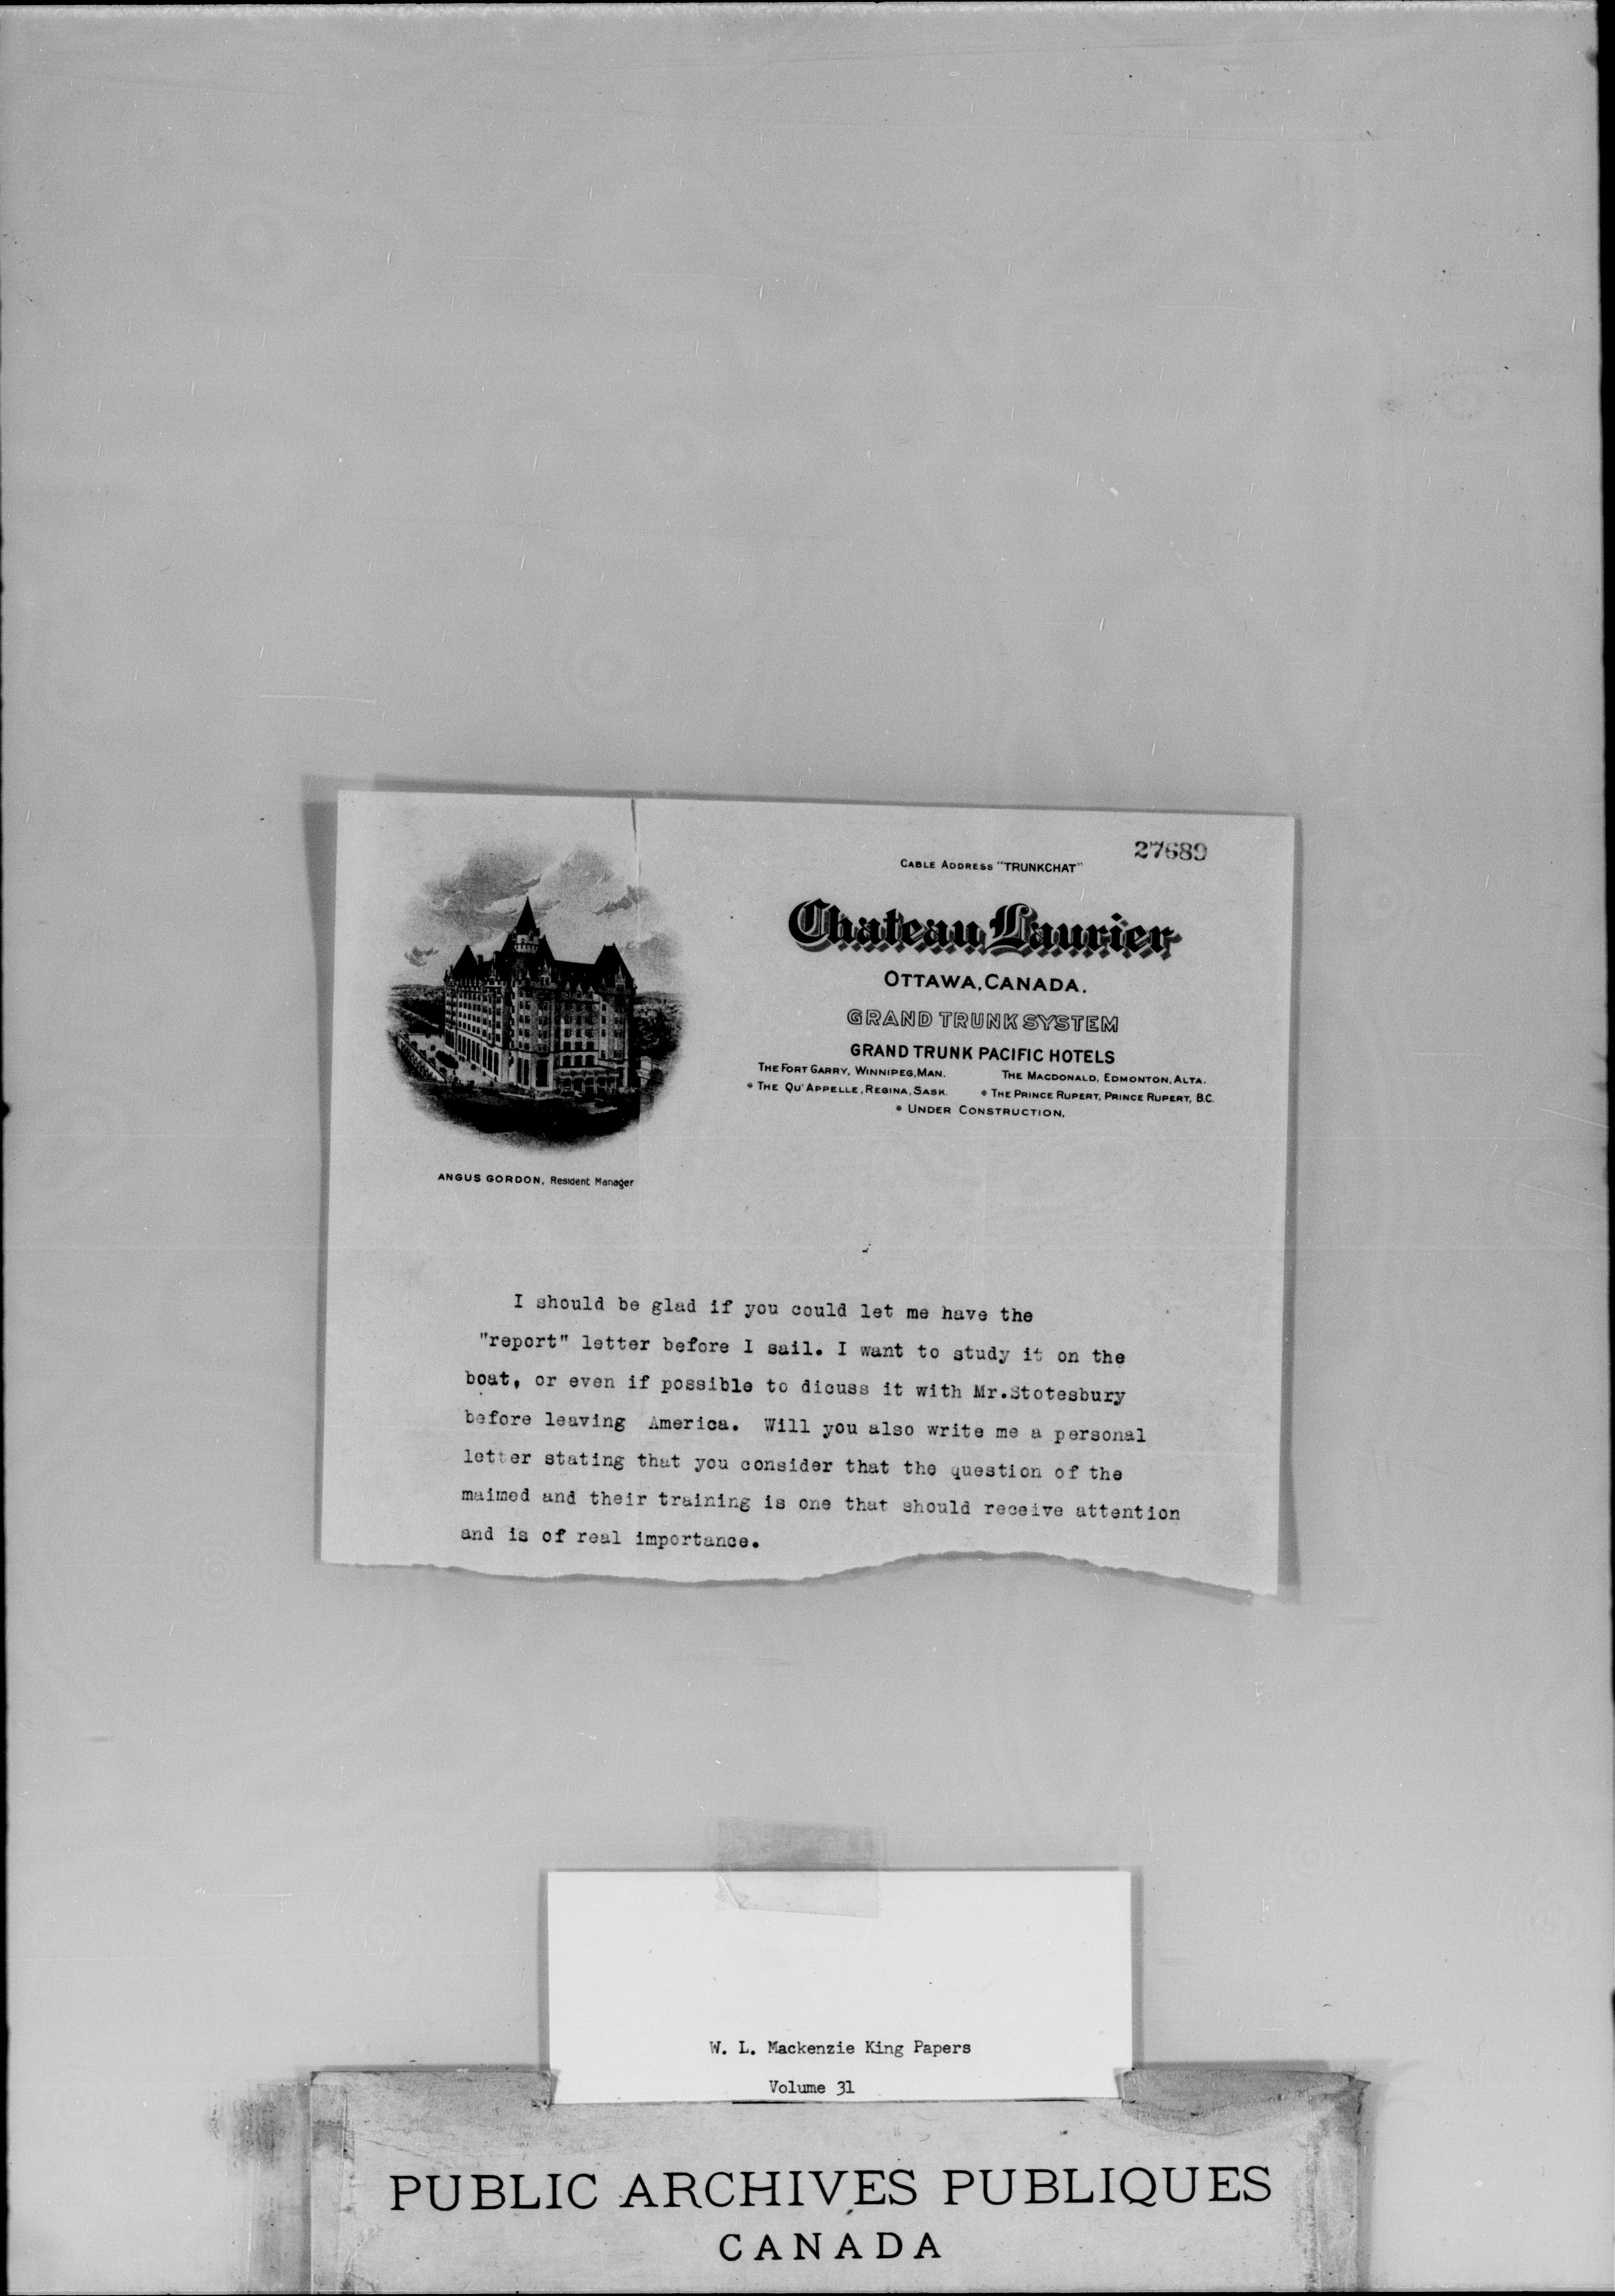 27689
CABLE ADDRESS "TRUNKCHAT"
Chateau Laurier
OTTAWA, CANADA.
GRAND TRUNK SYSTEM
GRAND TRUNK PACIFIC HOTELS
THE FORT GARRY, WINNIPEG, MAN. THE MACDONALD, EDMONTON, ALTA.
* THE QU'APPELLE, REGINA, SASK. * THE PRINCE RUPERT, PRINCE RUPERT, B.C.
* UNDER CONSTRUCTION,
ANGUS GORDON, Resident Manager
I should be glad if you could let me have the
"report" letter before I sail. I want to study it on the
boat, or even if possible to dicuss it with Mr.Stotesbury
before leaving America. Will you also write me a personal
letter stating that you consider that the question of the
maimed and their training is one that should receive attention
and is of real importance.
W. L. Mackenzie King Papers
Volume 31
PUBLIC ARCHIVES PUBLIQUES
CANADA